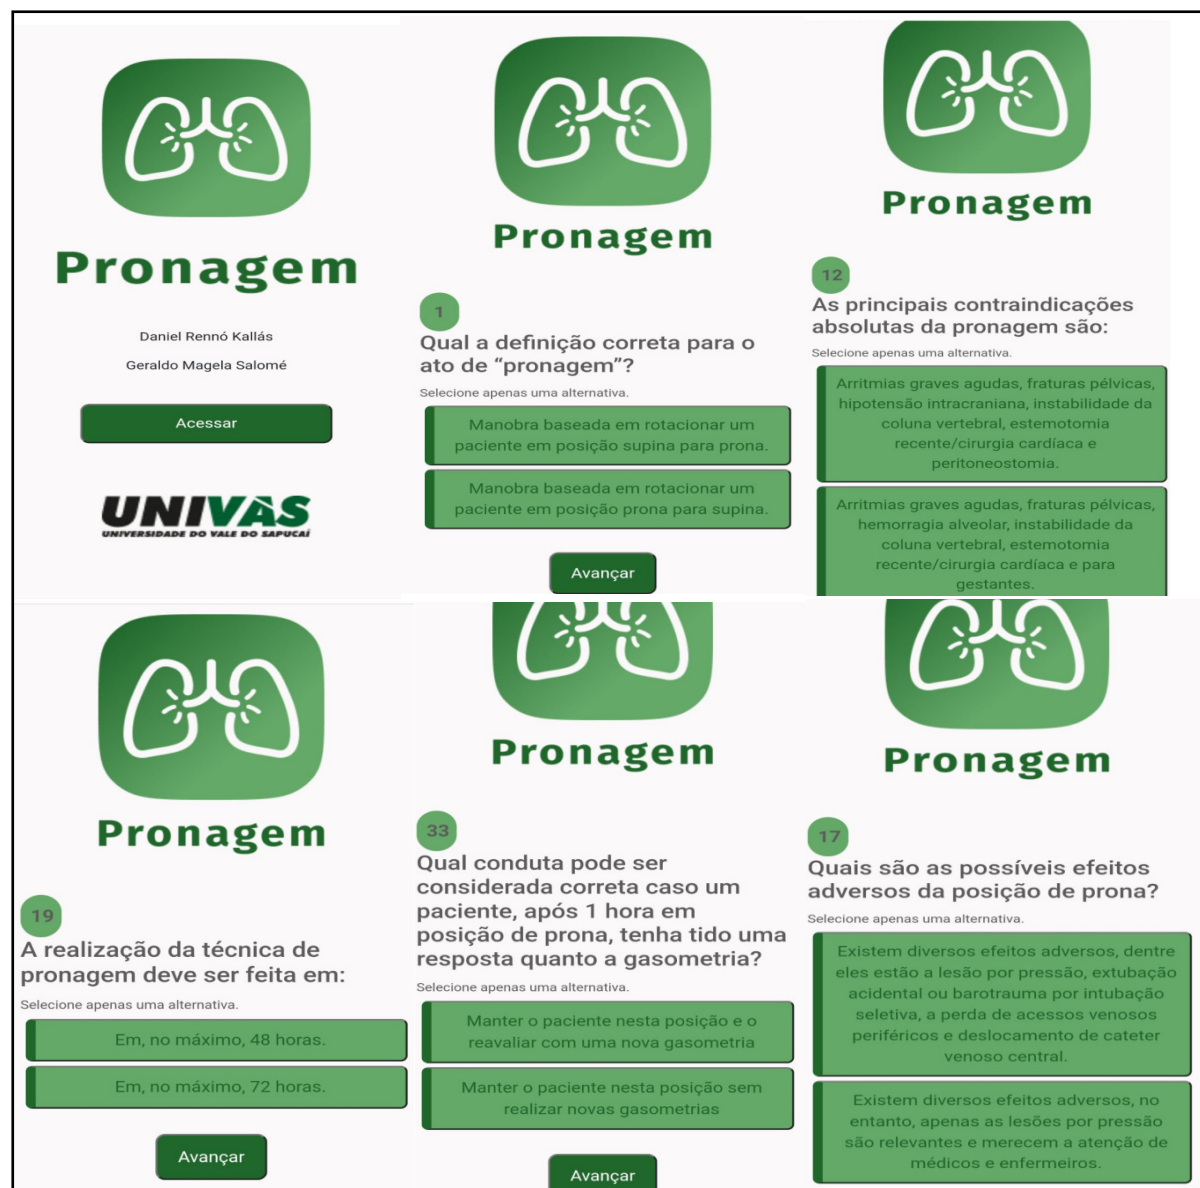 Pronagem
Daniel Rennó Kallás
Geraldo Magela Salomé
Acessar
UNIVÁS
UNIVERSIDADE DO VALE DO SAPUCAÍ
Pronagem
1
Qual a definição correta para o
ato de “pronagem”?
Selecione apenas uma alternativa.
Manobra baseada em rotacionar um
paciente em posição supina para prona.
Manobra baseada em rotacionar um
paciente em posição prona para supina.
Avançar
Pronagem
12
As principais contraindicações
absolutas da pronagem são:
Selecione apenas uma alternativa.
Arritmias graves agudas, fraturas pélvicas,
hipotensão intracraniana, instabilidade da
coluna vertebral, estemotomia
recente/cirurgia cardíaca e
peritoneostomia.
Arritmias graves agudas, fraturas pélvicas,
hemorragia alveolar, instabilidade da
coluna vertebral, estemotomia
recente/cirurgia cardíaca e para
gestantes.
Pronagem
19
A realização da técnica de
pronagem deve ser feita em:
Selecione apenas uma alternativa.
Em, no máximo, 48 horas.
Em, no máximo, 72 horas.
Avançar
Pronagem
33
Qual conduta pode ser
considerada correta caso um
paciente, após 1 hora em
posição de prona, tenha tido uma
resposta quanto a gasometria?
Selecione apenas uma alternativa.
Manter o paciente nesta posição e o
reavaliar com uma nova gasometria
Manter o paciente nesta posição sem
realizar novas gasometrias
Avançar
Pronagem
17
Quais são as possíveis efeitos
adversos da posição de prona?
Selecione apenas uma alternativa.
Existem diversos efeitos adversos, dentre
eles estão a lesão por pressão, extubação
acidental ou barotrauma por intubação
seletiva, a perda de acessos venosos
periféricos e deslocamento de cateter
venoso central.
Existem diversos efeitos adversos, no
entanto, apenas as lesões por pressão
são relevantes e merecem a atenção de
médicos e enfermeiros.